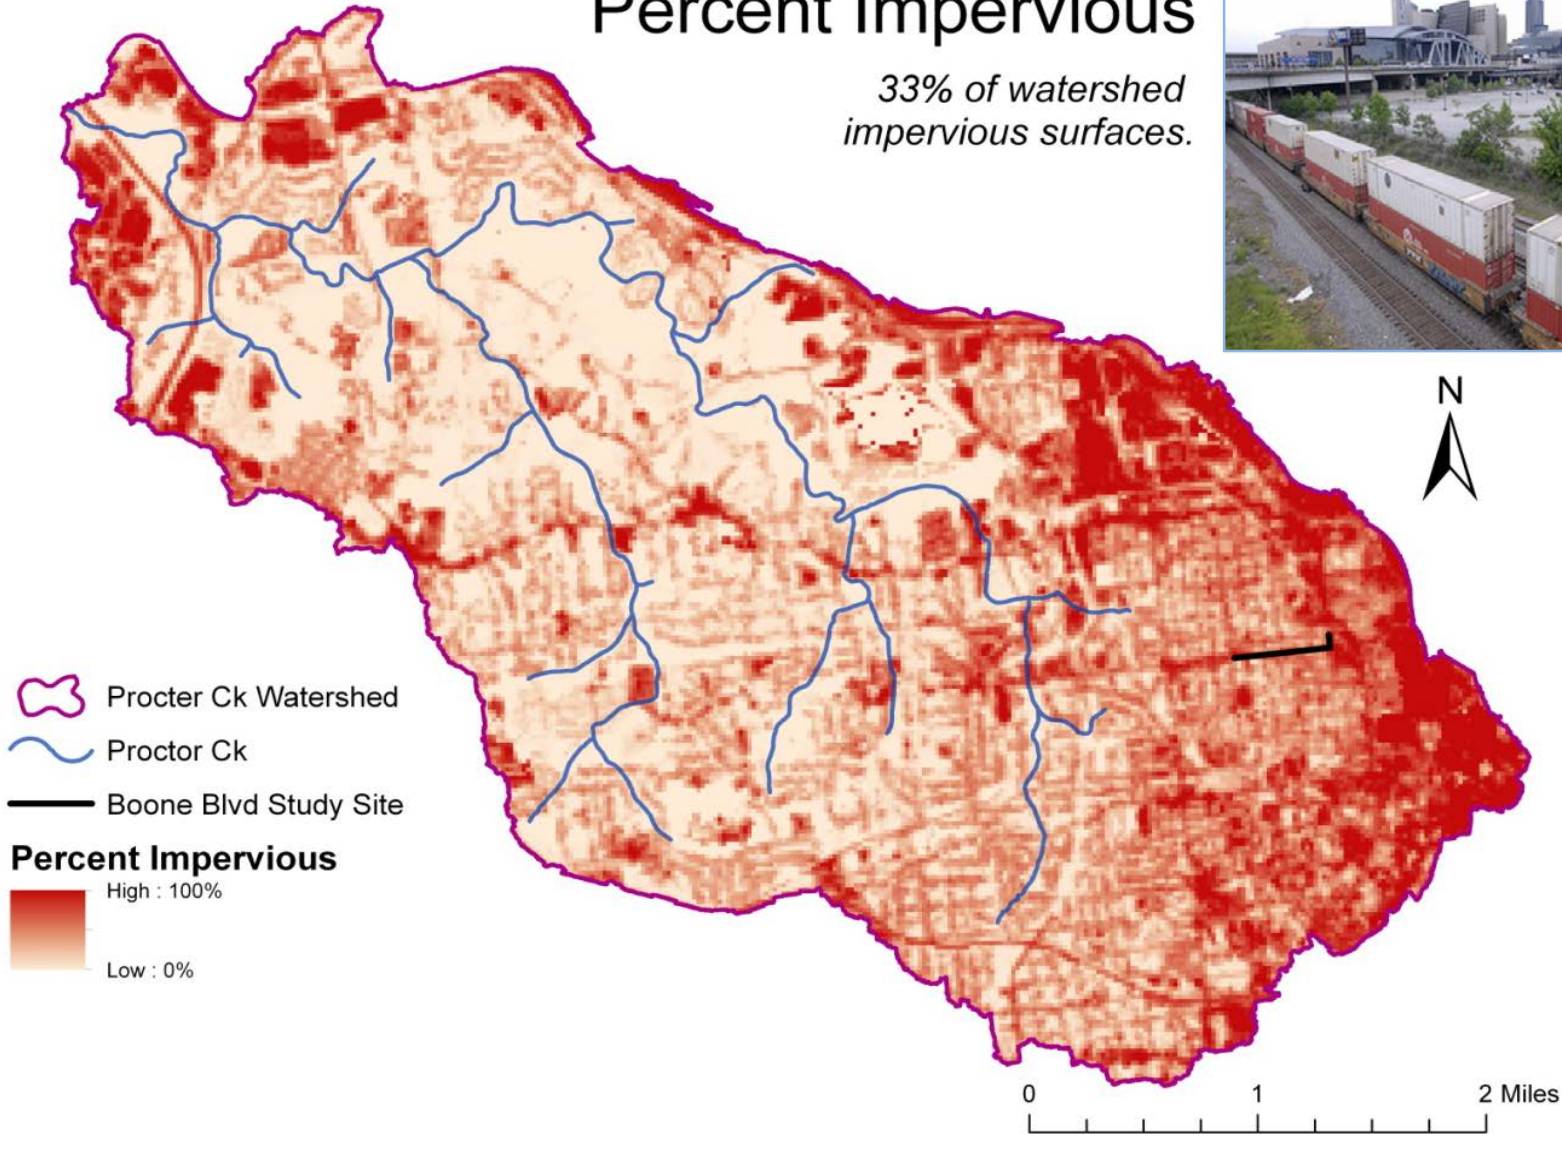 Percent Impervious
33% of watershed
impervious surfaces.
N
Procter Ck Watershed
Proctor Ck
Boone Blvd Study Site
Percent Impervious
High : 100%
Low : 0%
0 1 2 Miles